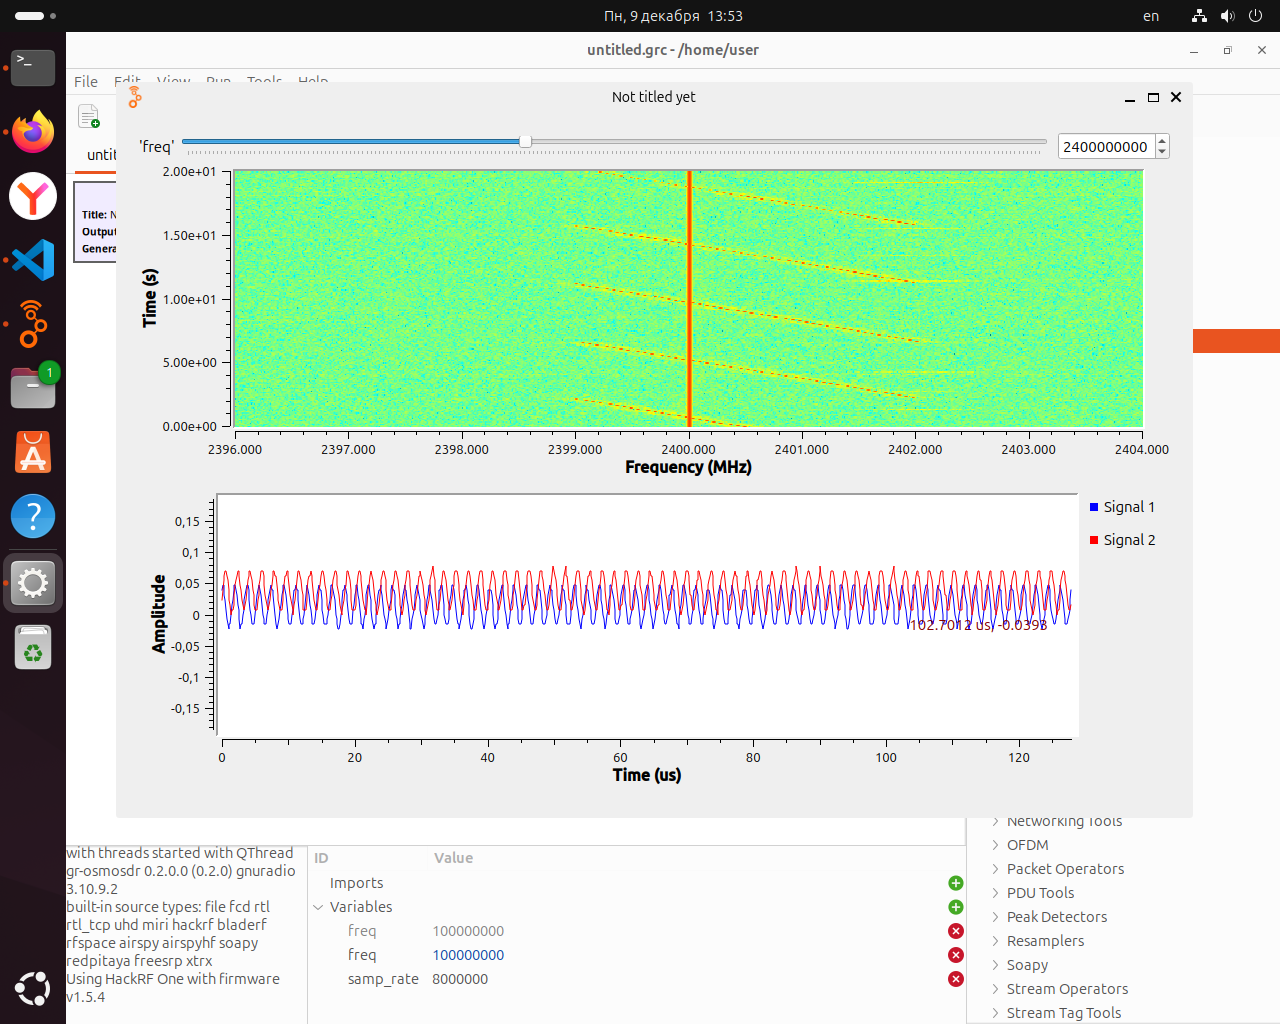 Пн, 9 декабря 13:53
en
untitled.grc - /home/user
File Edit View Run Tools Help
Not titled yet
'freq'
2400000000
untit
Title: N
Output
Genera
2.00e+01
1.50e+01
1.00e+01
5.00e+00
0.00e+00
Time (s)
2396.000 2397.000 2398.000 2399.000 2400.000 2401.000 2402.000 2403.000 2404.000
Frequency (MHz)
1
0,15
0,1
0,05
0
-0,05
-0,1
-0,15
Amplitude
Signal 1
Signal 2
102.7012 us, -0.0393
0 20 40 60 80 100 120
Time (us)
with threads started with QThread
gr-osmosdr 0.2.0.0 (0.2.0) gnuradio
3.10.9.2
built-in source types: file fcd rtl
rtl_tcp uhd miri hackrf bladerf
rfspace airspy airspyhf soapy
redpitaya freesrp xtrx
Using HackRF One with firmware
v1.5.4
ID Value
Imports
Variables
freq 100000000
freq 100000000
samp_rate 8000000
Networking Tools
OFDM
Packet Operators
PDU Tools
Peak Detectors
Resamplers
Soapy
Stream Operators
Stream Tag Tools